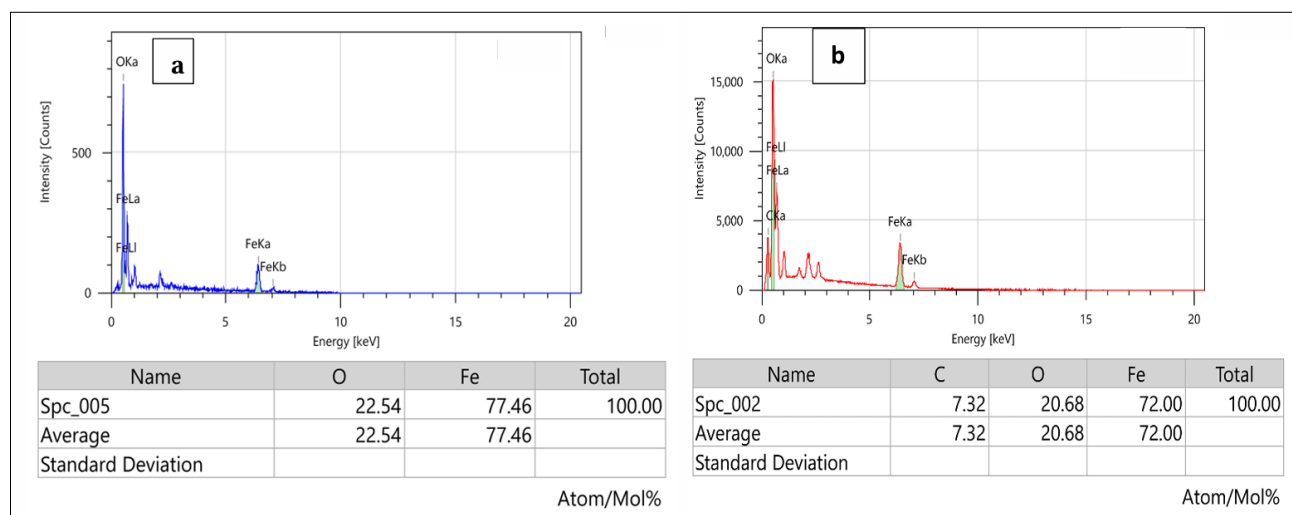 a
OKa
FeLa
FeLl
FeKa
FeKb
500
0
0 5 10 15 20
Intensity [Counts]
Energy [keV]
Name O Fe Total
Spc_005 22.54 77.46 100.00
Average 22.54 77.46
Standard Deviation
Atom/Mol%
b
OKa
FeLl
FeLa
CKa
FeKa
FeKb
15,000
10,000
5,000
0
0 5 10 15 20
Intensity [Counts]
Energy [keV]
Name C O Fe Total
Spc_002 7.32 20.68 72.00 100.00
Average 7.32 20.68 72.00
Standard Deviation
Atom/Mol%